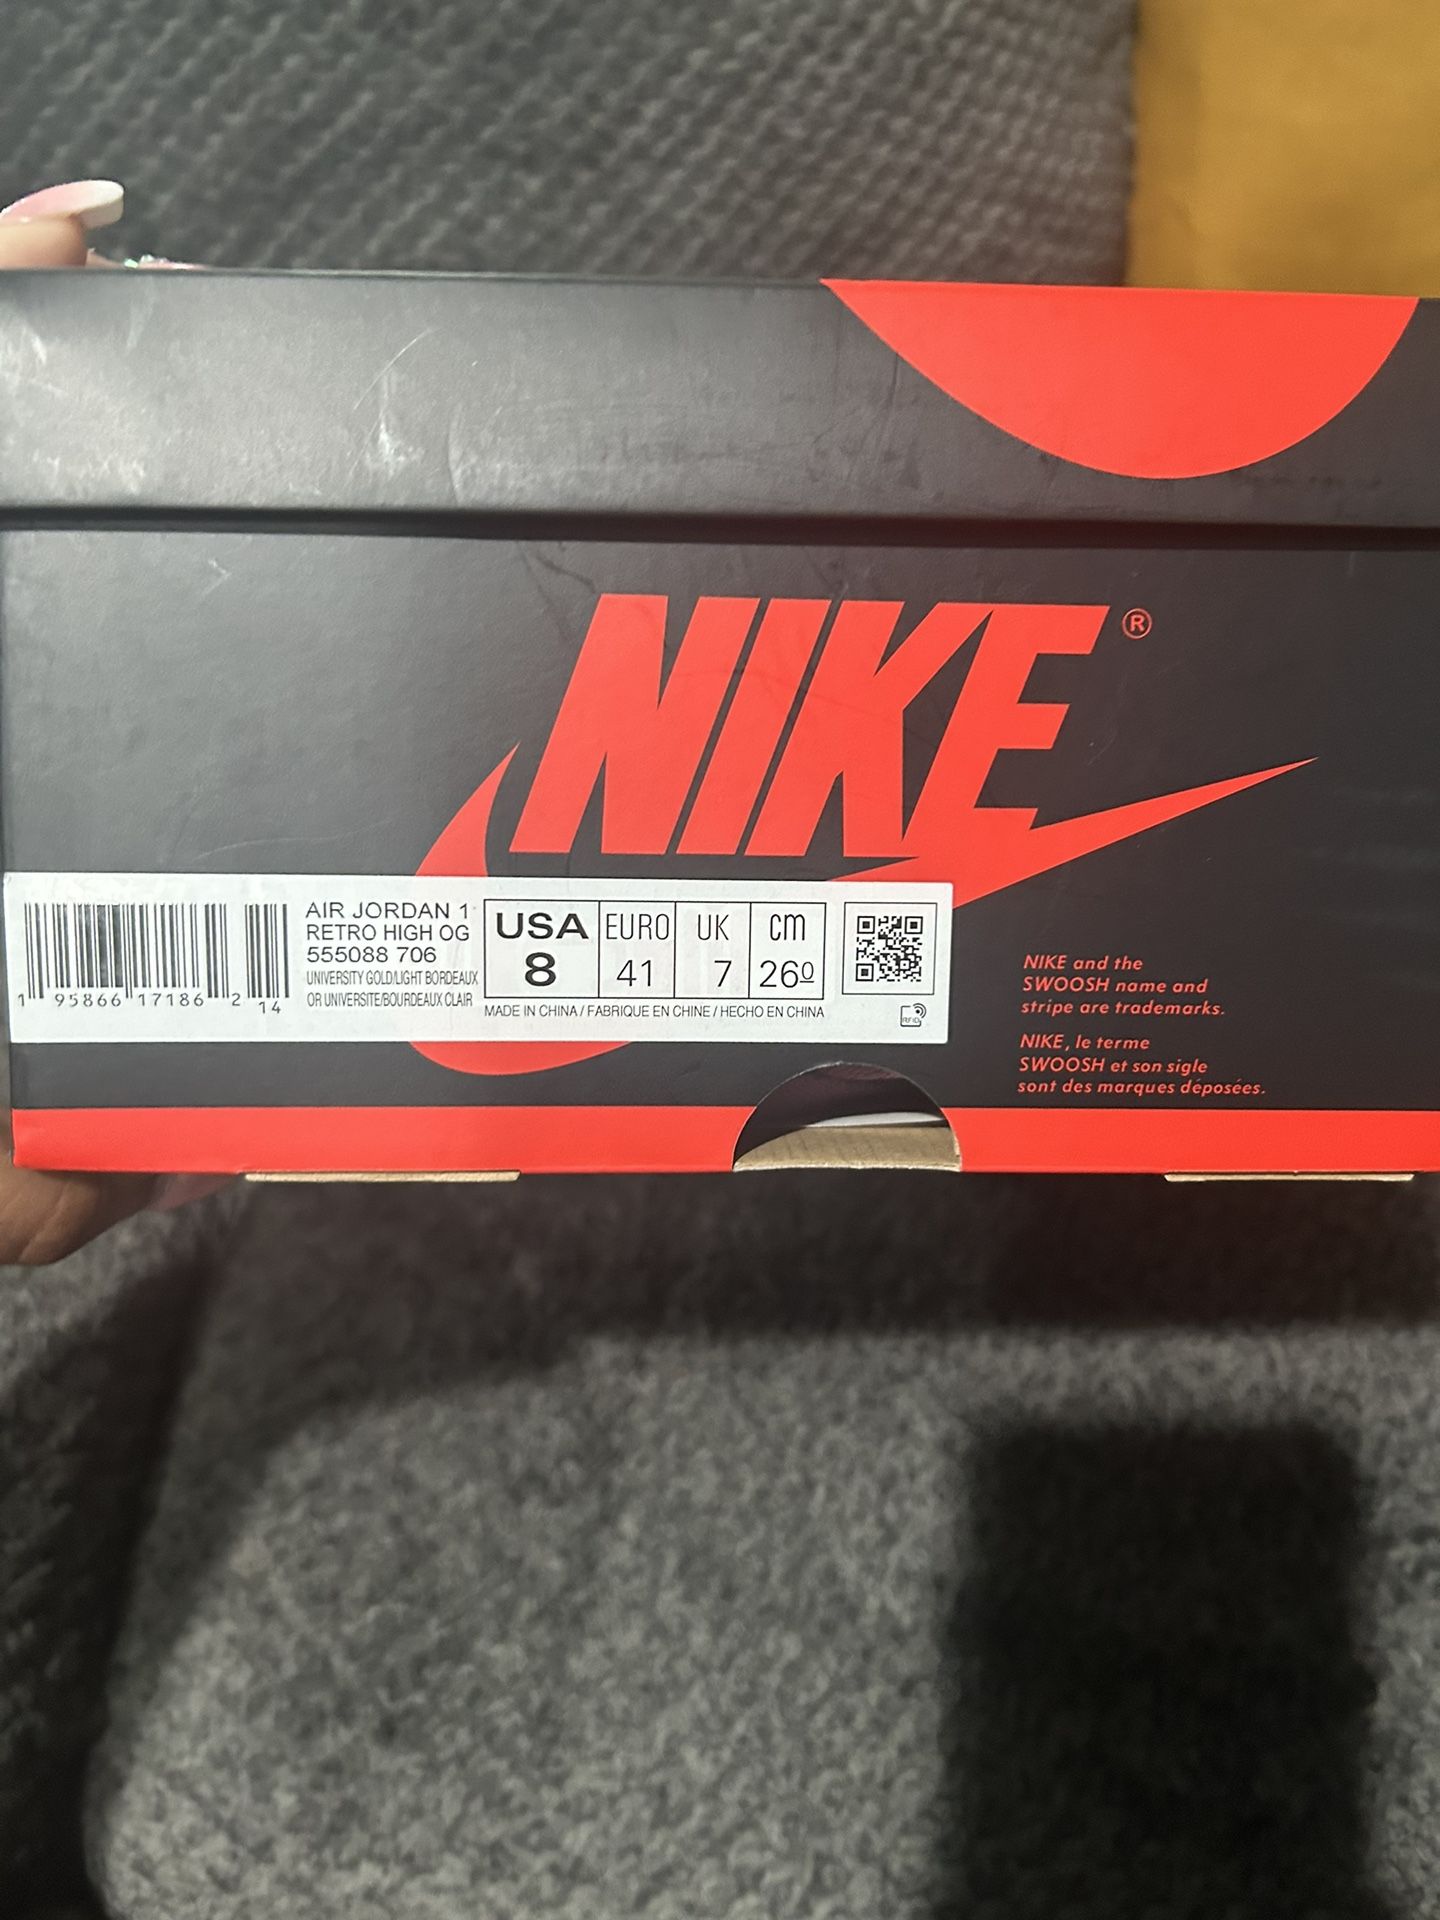 NIKE®
1 95866 17186 2 14
AIR JORDAN 1
RETRO HIGH OG
555088 706
UNIVERSITY GOLD/LIGHT BORDEAUX
OR UNIVERSITE/BOURDEAUX CLAIR
USA EURO UK cm
8 41 7 260
MADE IN CHINA / FABRIQUE EN CHINE / HECHO EN CHINA
RFID
NIKE and the
SWOOSH name and
stripe are trademarks.
NIKE, le terme
SWOOSH et son sigle
sont des marques déposées.